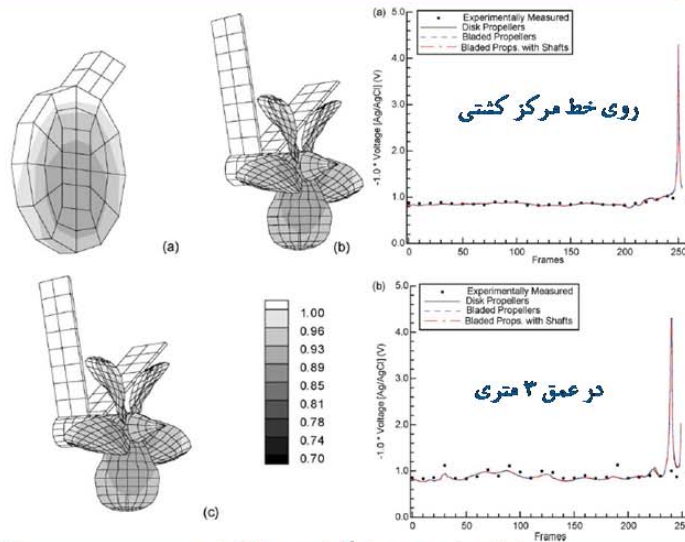 (a)
(b)
(c)
1.00
0.96
0.93
0.89
0.85
0.81
0.78
0.74
0.70
(a)
Experimentally Measured
Disk Propellers
Bladed Propellers
Bladed Props. with Shafts
روی خط مرکز کشتی
-1.0 * Voltage [Ag/AgCl] (V)
5.0
4.0
3.0
2.0
1.0
0.0
0 50 100 150 200 250
Frames
(b)
Experimentally Measured
Disk Propellers
Bladed Propellers
Bladed Props. with Shafts
در عمق ۳ متری
-1.0 * Voltage [Ag/AgCl] (V)
5.0
4.0
3.0
2.0
1.0
0.0
0 50 100 150 200 250
Frames